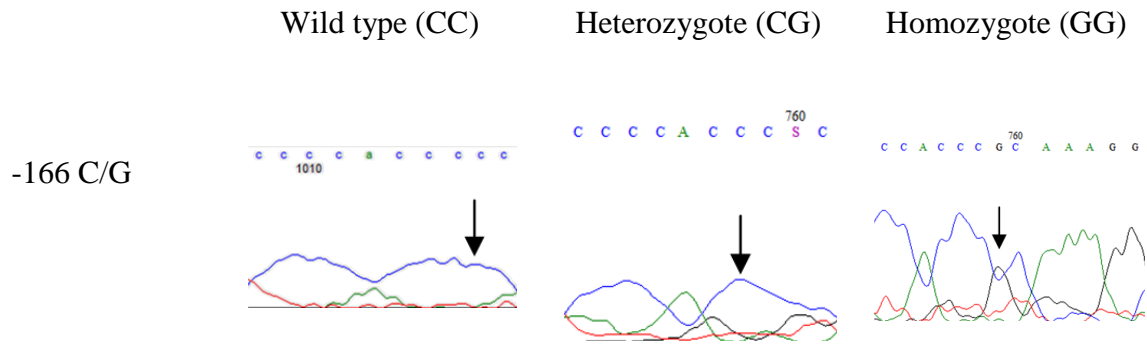 Wild type (CC) Heterozygote (CG) Homozygote (GG)
760
C C C C A C C C S C
760
C C A C C C G C A A A G G
c c c c a c c c c c
1010
-166 C/G